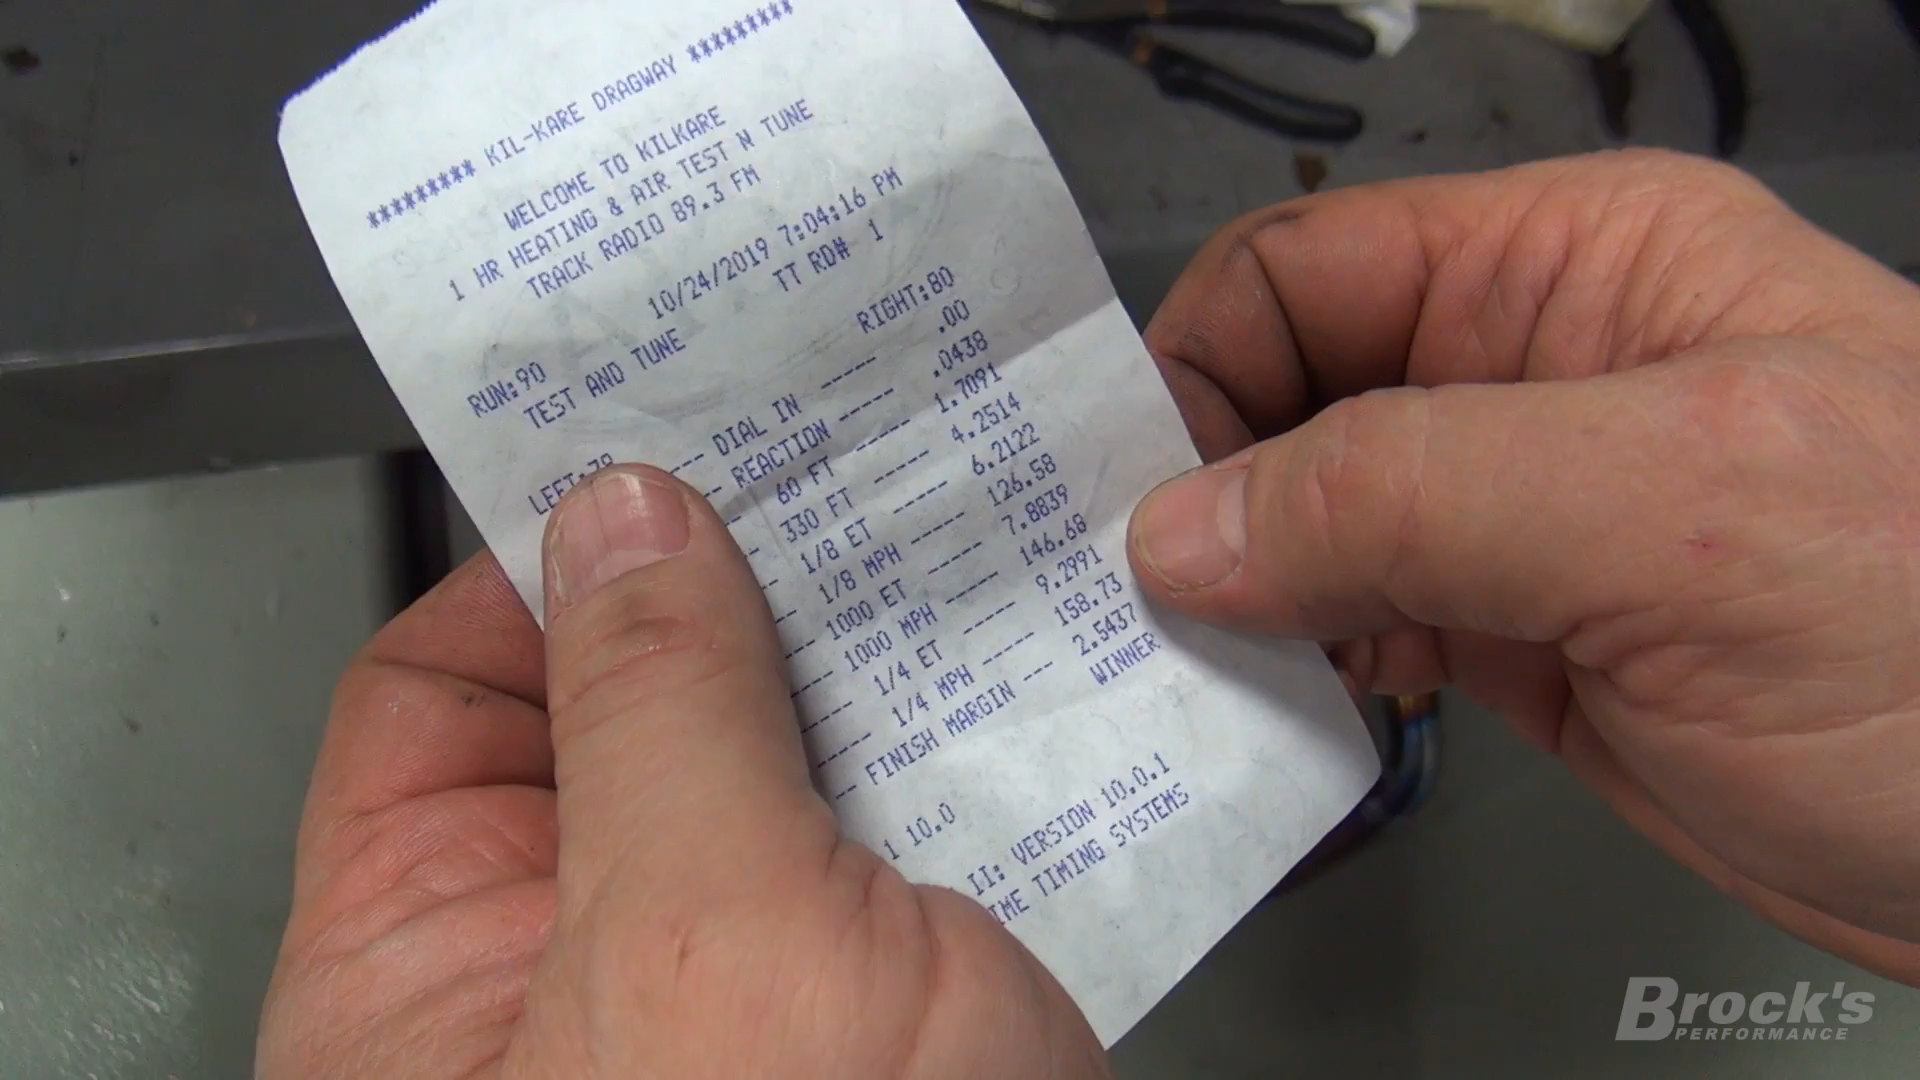 ********* KIL-KARE DRAGWAY *********
WELCOME TO KILKARE
1 HR HEATING & AIR TEST N TUNE
TRACK RADIO 89.3 FM
10/24/2019 7:04:16 PM
RUN:90 TT RD# 1
TEST AND TUNE
LEFT:78 RIGHT:80
--- DIAL IN ------ .00
-- REACTION ----- .0438
- 60 FT ------ 1.7091
-- 330 FT ------ 4.2514
-- 1/8 ET ------ 6.2122
-- 1/8 MPH ------ 126.58
--- 1000 ET ------ 7.8839
---- 1000 MPH ------ 146.68
---- 1/4 ET ------ 9.2991
---- 1/4 MPH ------ 158.73
-- FINISH MARGIN --- 2.5437
WINNER
1 10.0
II: VERSION 10.0.1
TIMING SYSTEMS
Brock's
PERFORMANCE